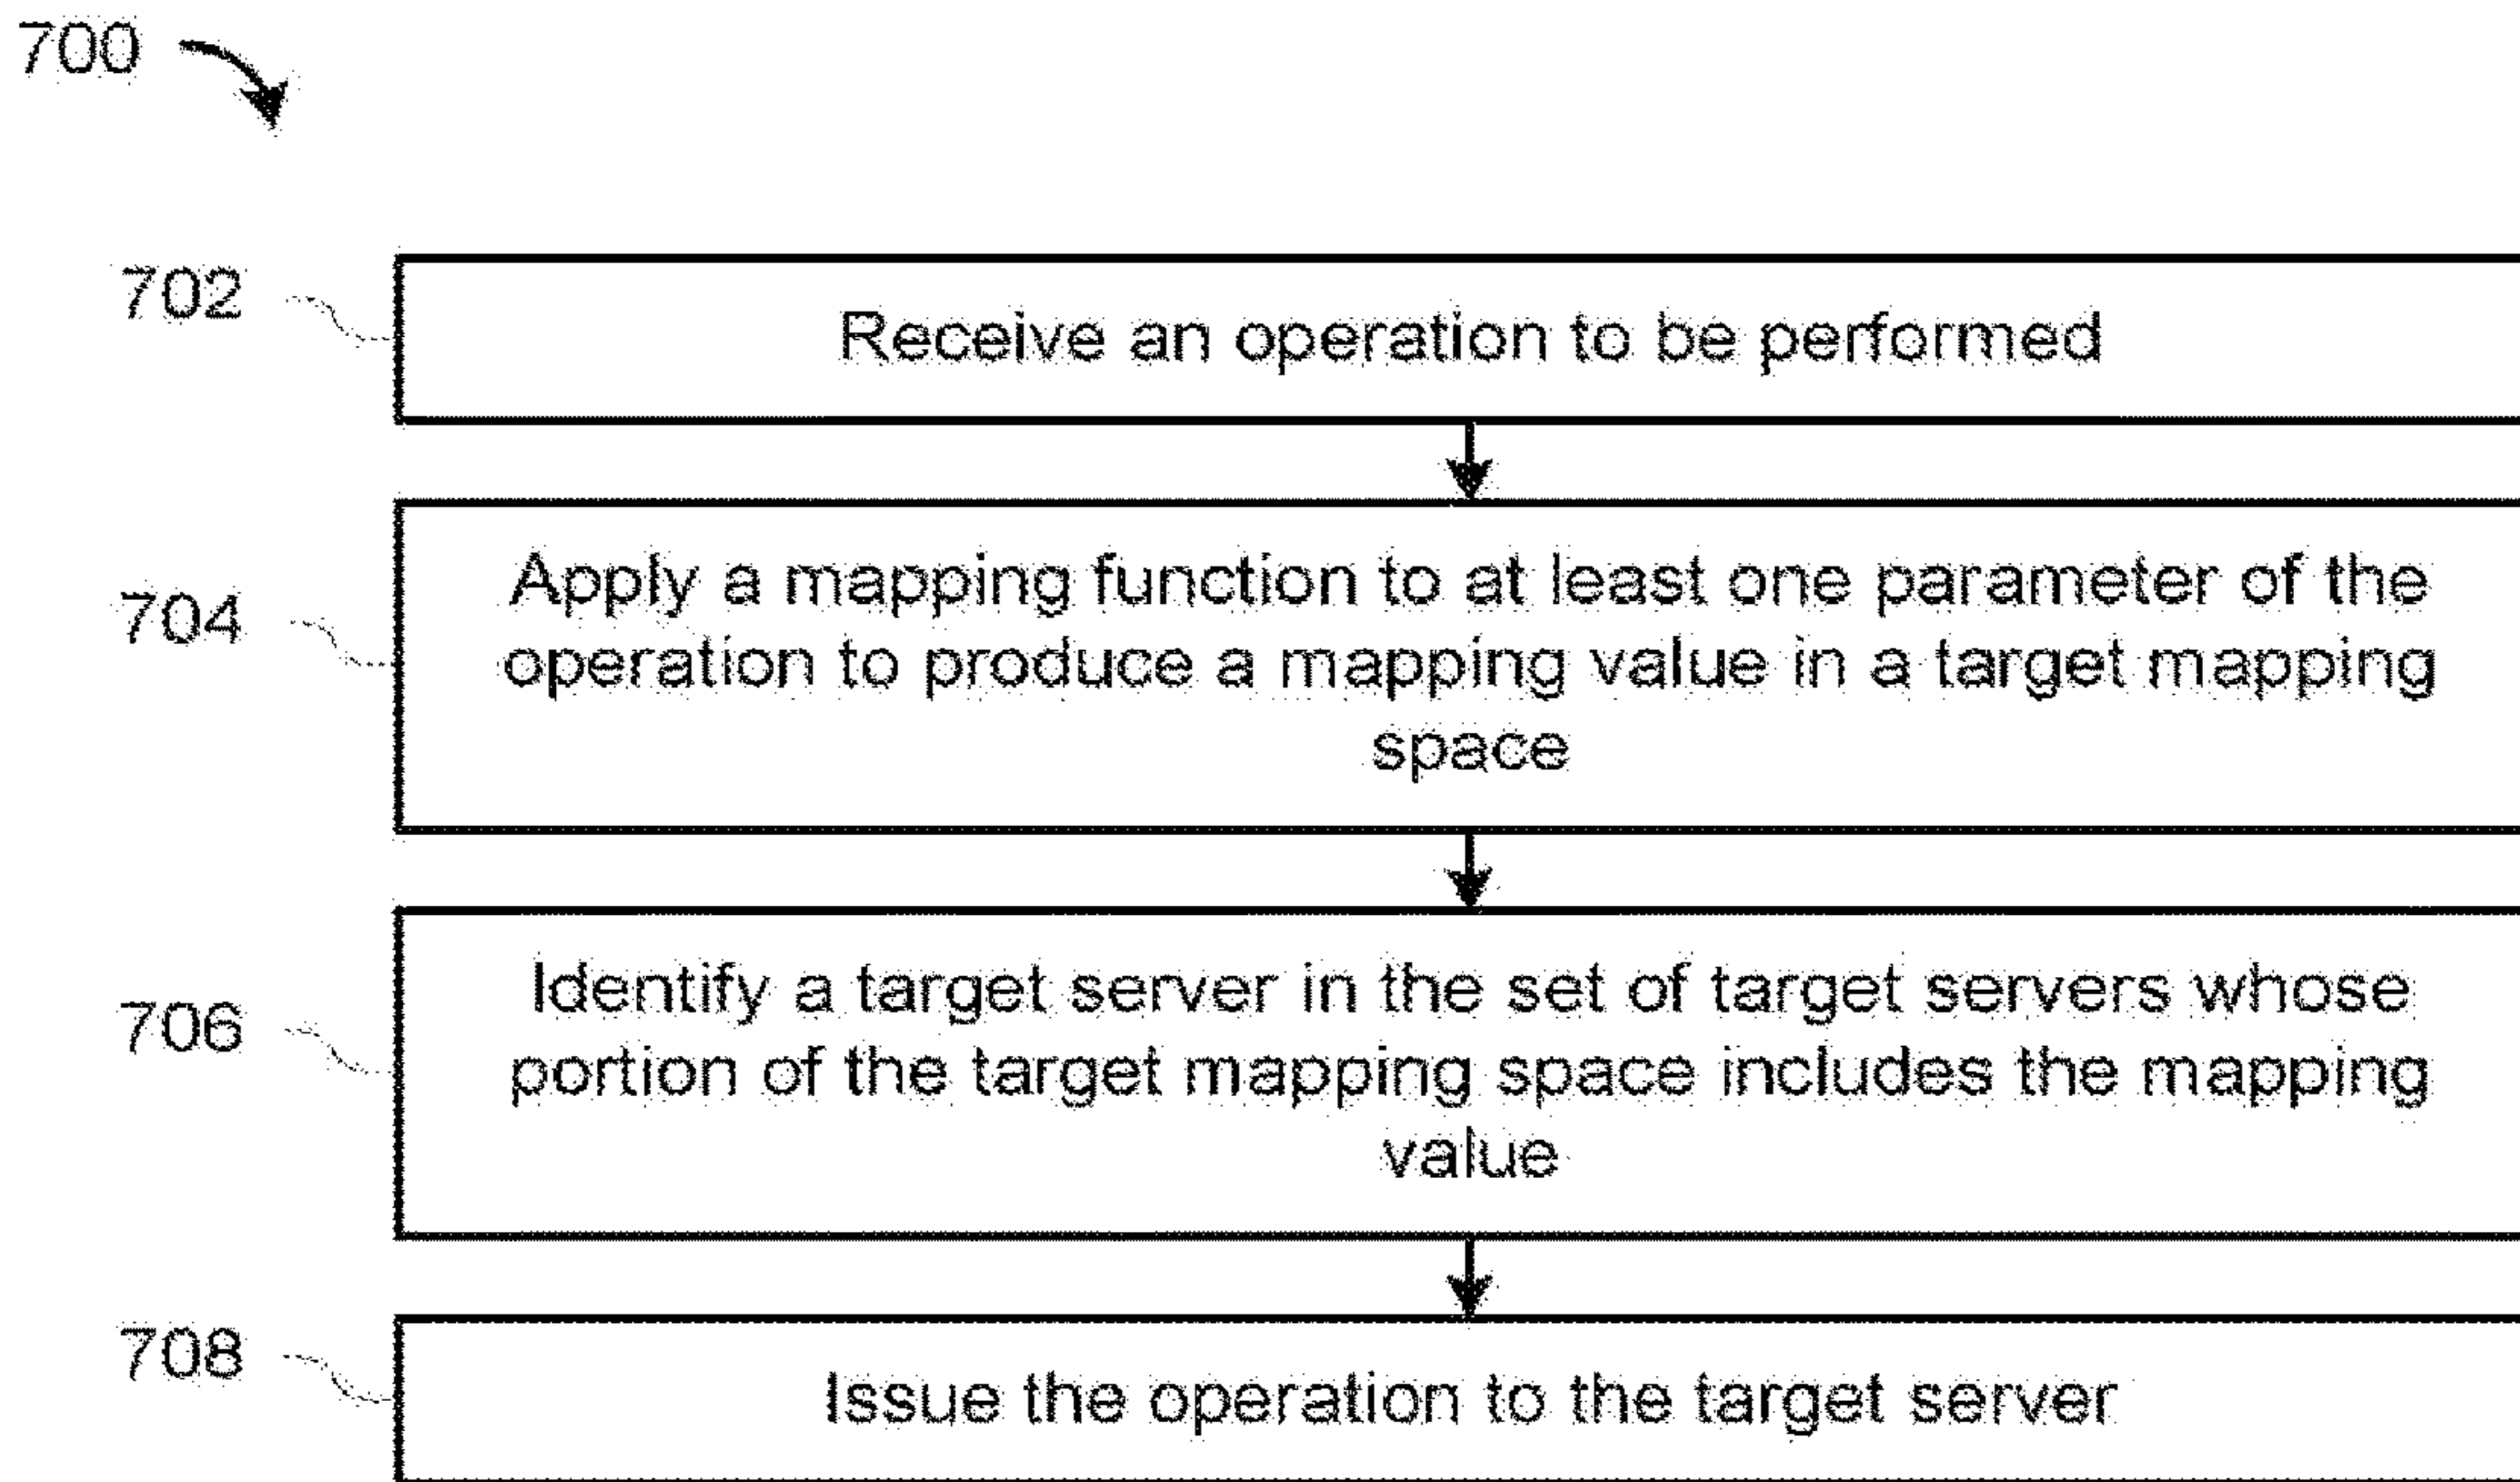 700
702
Receive an operation to be performed
704
Apply a mapping function to at least one parameter of the
operation to produce a mapping value in a target mapping
space
706
Identify a target server in the set of target servers whose
portion of the target mapping space includes the mapping
value
708
Issue the operation to the target server